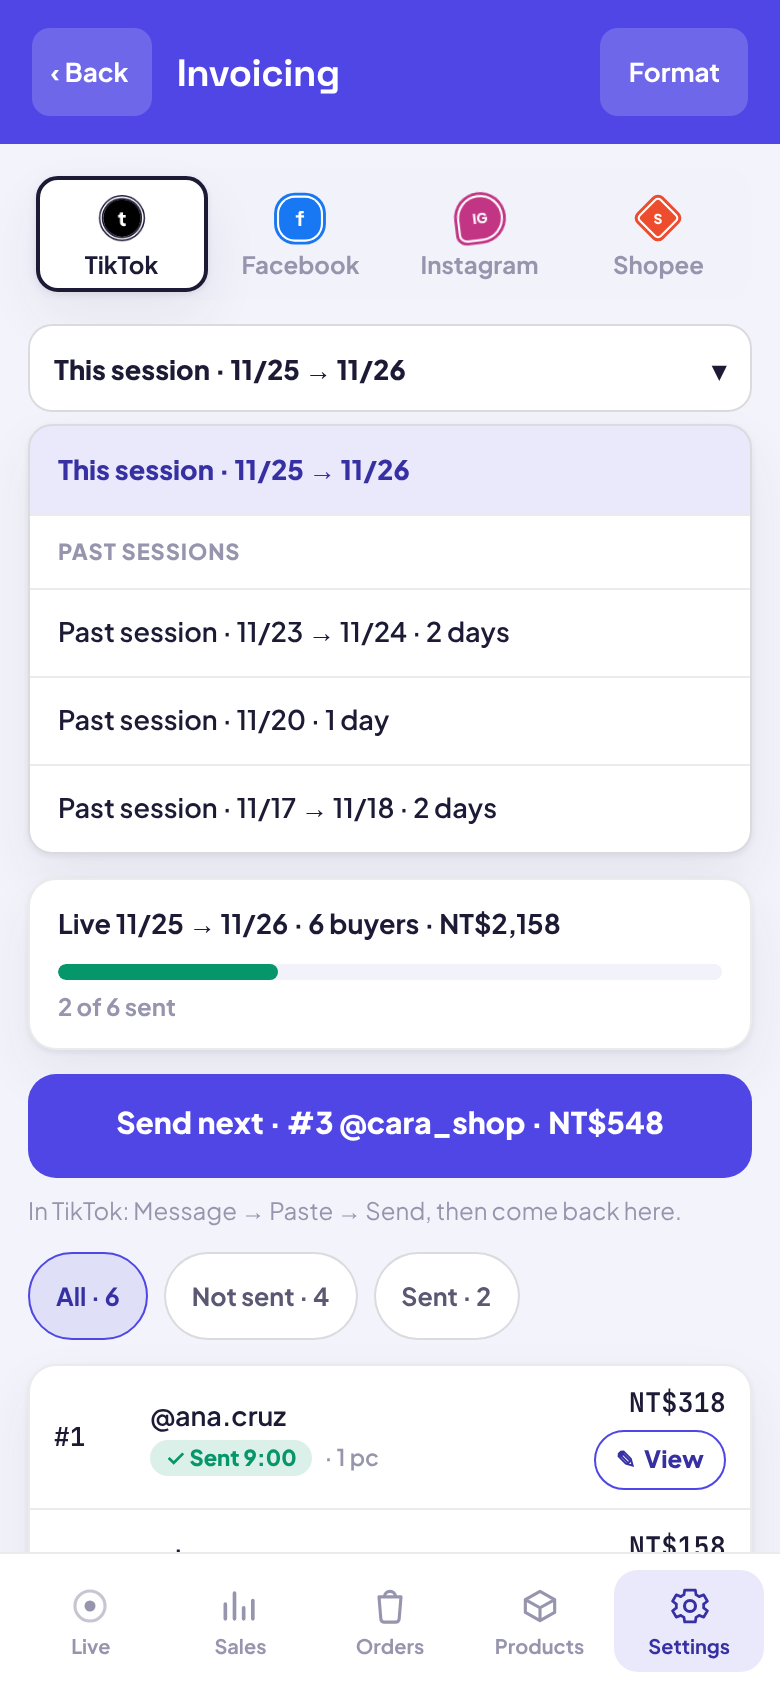 ‹ Back
Invoicing
Format
t
f
IG
S
TikTok
Facebook
Instagram
Shopee
This session · 11/25 → 11/26 ▼
This session · 11/25 → 11/26
PAST SESSIONS
Past session · 11/23 → 11/24 · 2 days
Past session · 11/20 · 1 day
Past session · 11/17 → 11/18 · 2 days
Live 11/25 → 11/26 · 6 buyers · NT$2,158
2 of 6 sent
Send next · #3 @cara_shop · NT$548
In TikTok: Message → Paste → Send, then come back here.
All · 6
Not sent · 4
Sent · 2
#1
@ana.cruz
✓ Sent 9:00 · 1 pc
NT$318
✎ View
NT$158
Live
Sales
Orders
Products
Settings